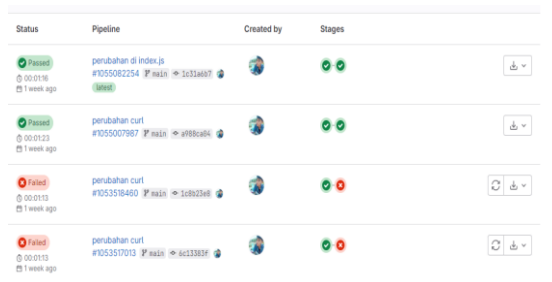 Status Pipeline Created by Stages
Passed
00:01:16
1 week ago
perubahan di index.js
#1055082254 main 1c31a6b7
latest
Passed
00:01:23
1 week ago
perubahan curl
#1055007987 main a988ca04
Failed
00:01:13
1 week ago
perubahan curl
#1053518460 main 1c8b23e8
Failed
00:01:13
1 week ago
perubahan curl
#1053517013 main 6c13383f